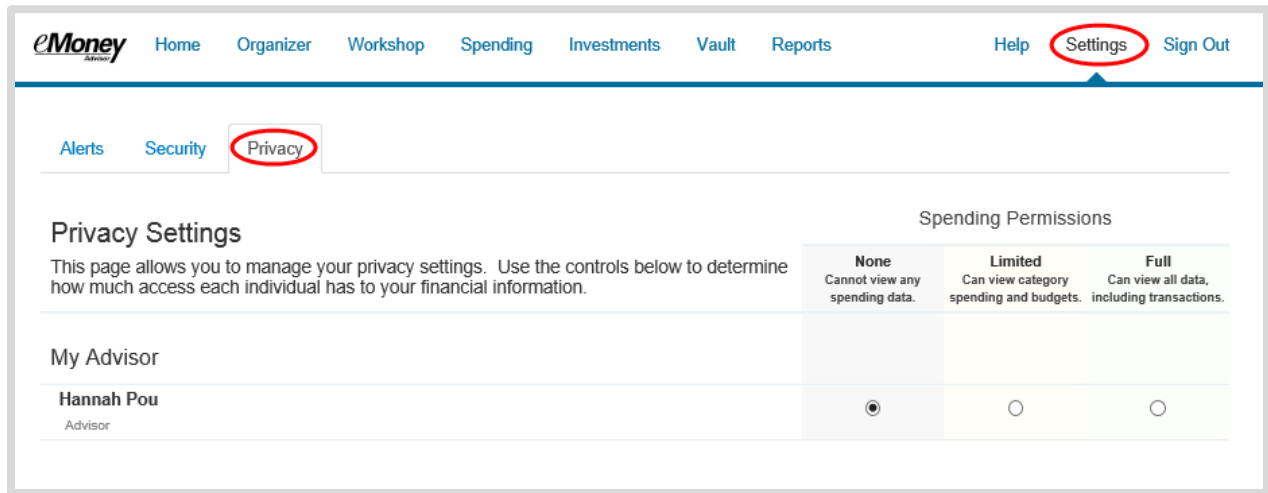 eMoney Advisor Home Organizer Workshop Spending Investments Vault Reports Help Settings Sign Out
Alerts Security Privacy
Spending Permissions
Privacy Settings
This page allows you to manage your privacy settings. Use the controls below to determine
how much access each individual has to your financial information.
None Limited Full
Cannot view any Can view category Can view all data,
spending data. spending and budgets. including transactions.
My Advisor
Hannah Pou
Advisor